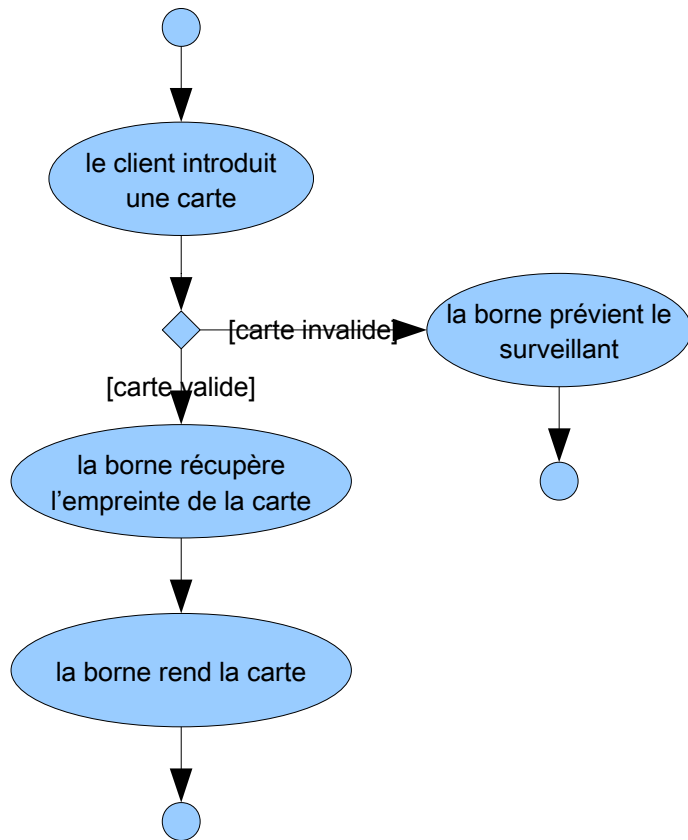 le client introduit
une carte
[carte invalide]
la borne prévient le
surveillant
[carte valide]
la borne récupère
l’empreinte de la carte
la borne rend la carte